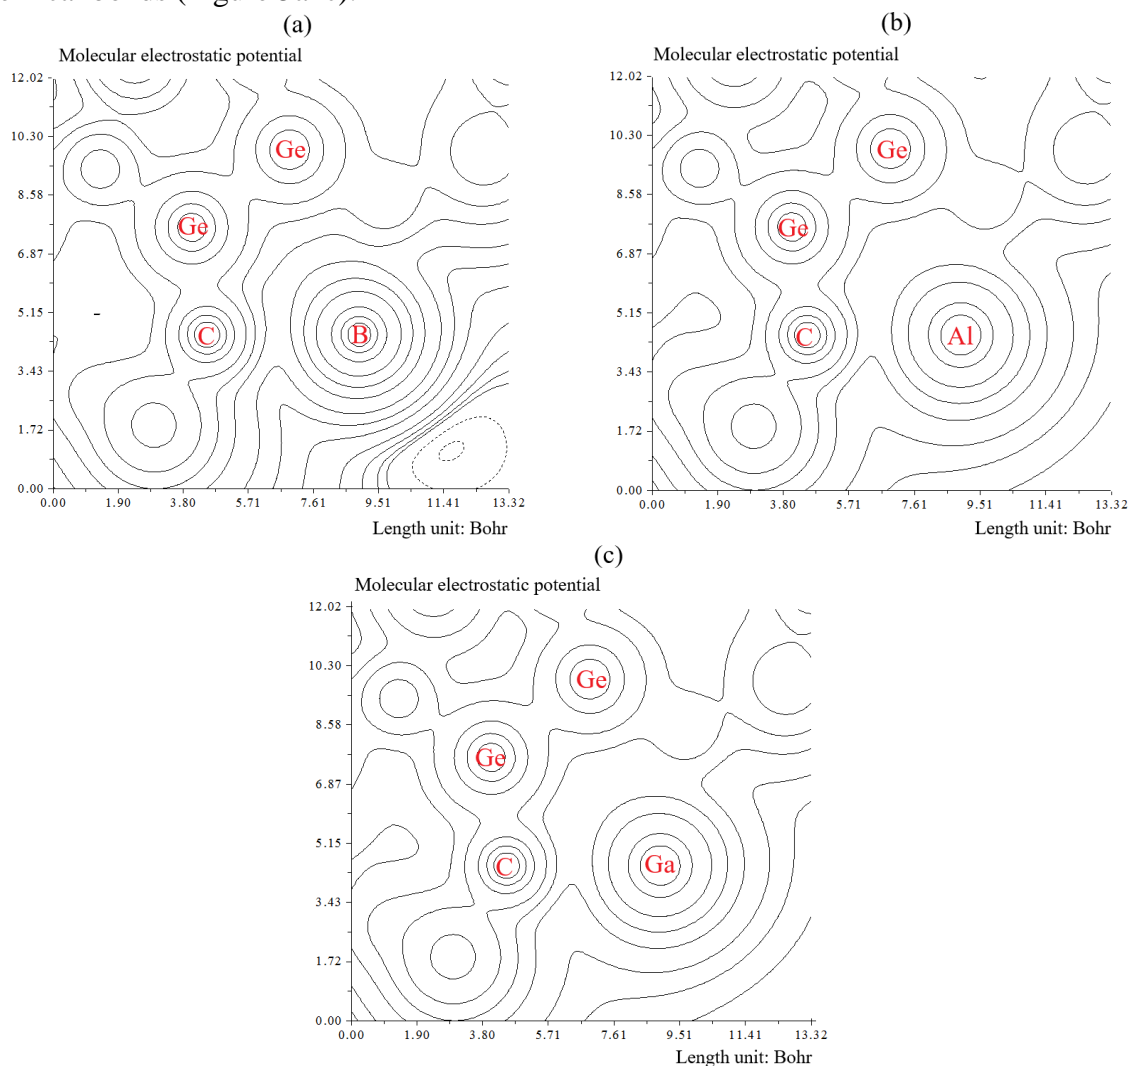 (a)
Molecular electrostatic potential
12.02
10.30
8.58
6.87
5.15
3.43
1.72
0.00
Ge
Ge
C
B
0.00 1.90 3.80 5.71 7.61 9.51 11.41 13.32
Length unit: Bohr
(b)
Molecular electrostatic potential
12.02
10.30
8.58
6.87
5.15
3.43
1.72
0.00
Ge
Ge
C
Al
0.00 1.90 3.80 5.71 7.61 9.51 11.41 13.32
Length unit: Bohr
(c)
Molecular electrostatic potential
12.02
10.30
8.58
6.87
5.15
3.43
1.72
0.00
Ge
Ge
C
Ga
0.00 1.90 3.80 5.71 7.61 9.51 11.41 13.32
Length unit: Bohr